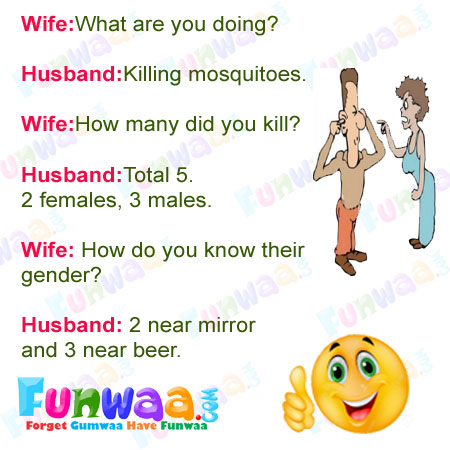 Wife:What are you doing?
Husband:Killing mosquitoes.
Wife:How many did you kill?
Husband:Total 5.
2 females, 3 males.
Wife: How do you know their
gender?
Husband: 2 near mirror
and 3 near beer.
Funwaa.com
Forget Gumwaa Have Funwaa